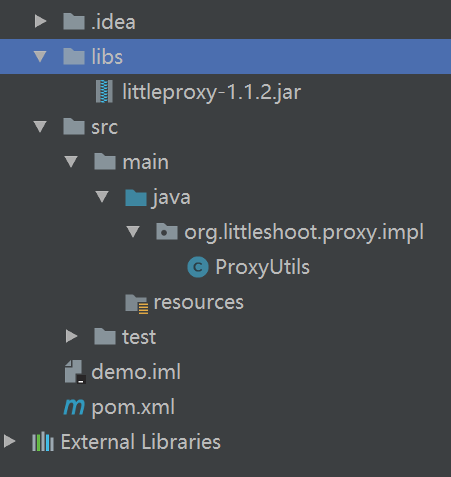 .idea
libs
littleproxy-1.1.2.jar
src
main
java
org.littleshoot.proxy.impl
ProxyUtils
resources
test
demo.iml
pom.xml
External Libraries